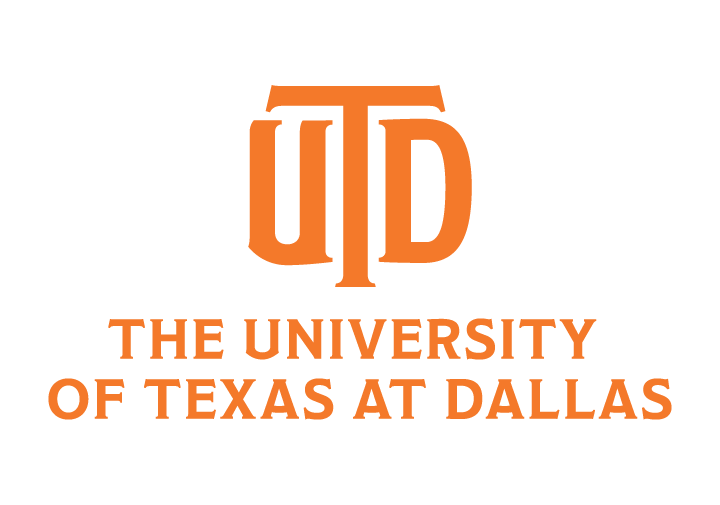 UTD
THE UNIVERSITY
OF TEXAS AT DALLAS